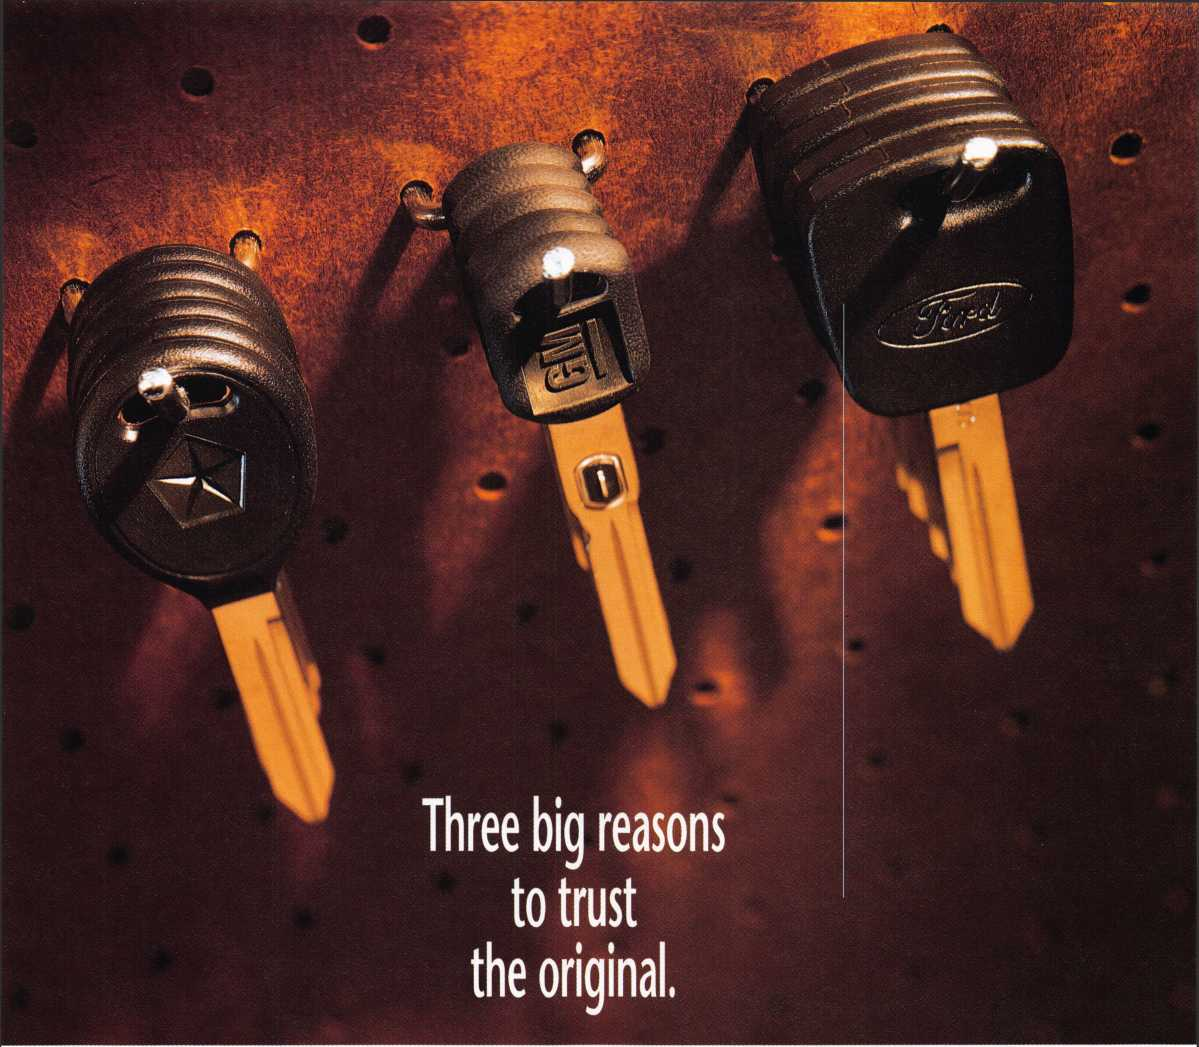 GM
Ford
Three big reasons
to trust
the original.